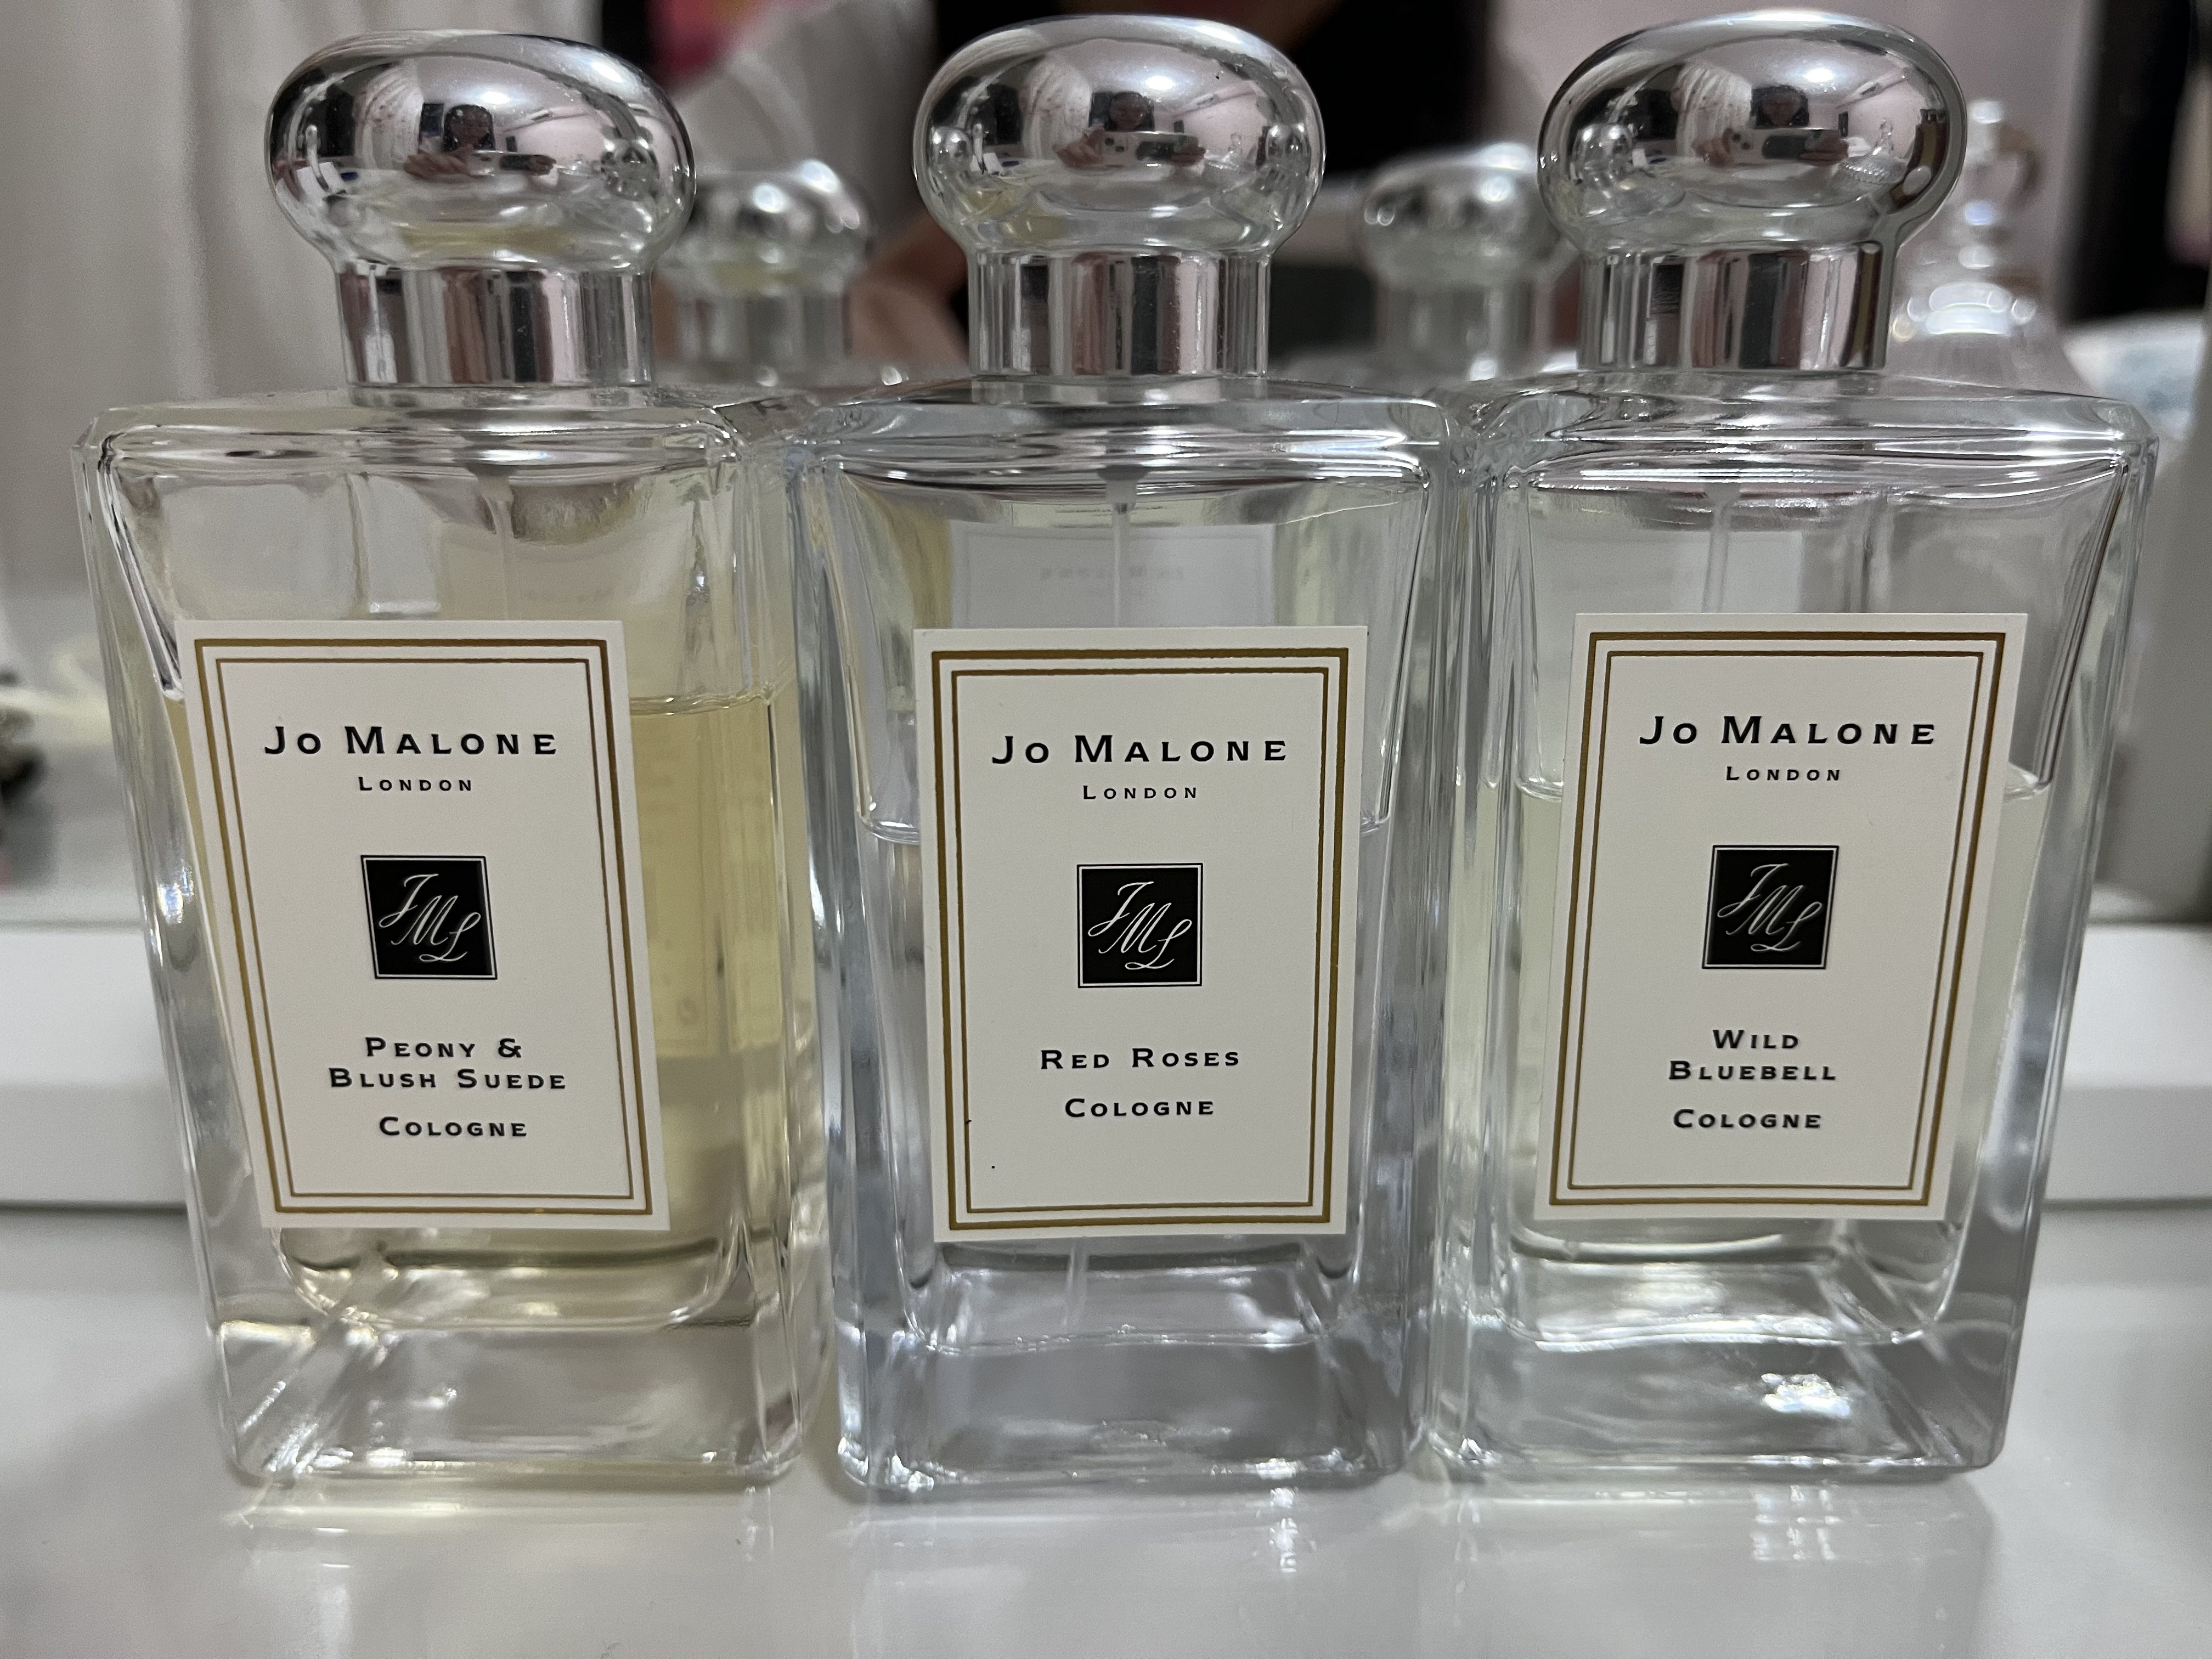 Jo Malone
London
JML
Peony &
Blush Suede
Cologne
Jo Malone
London
JML
Red Roses
Cologne
Jo Malone
London
JML
Wild
Bluebell
Cologne